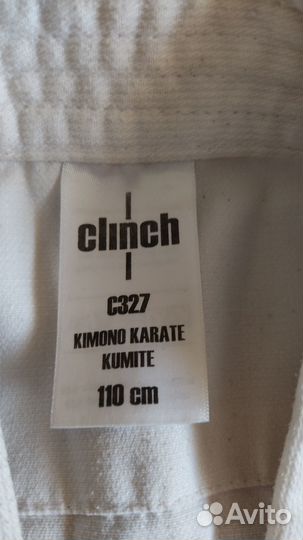 clinch
C327
KIMONO KARATE
KUMITE
110 cm
Avito